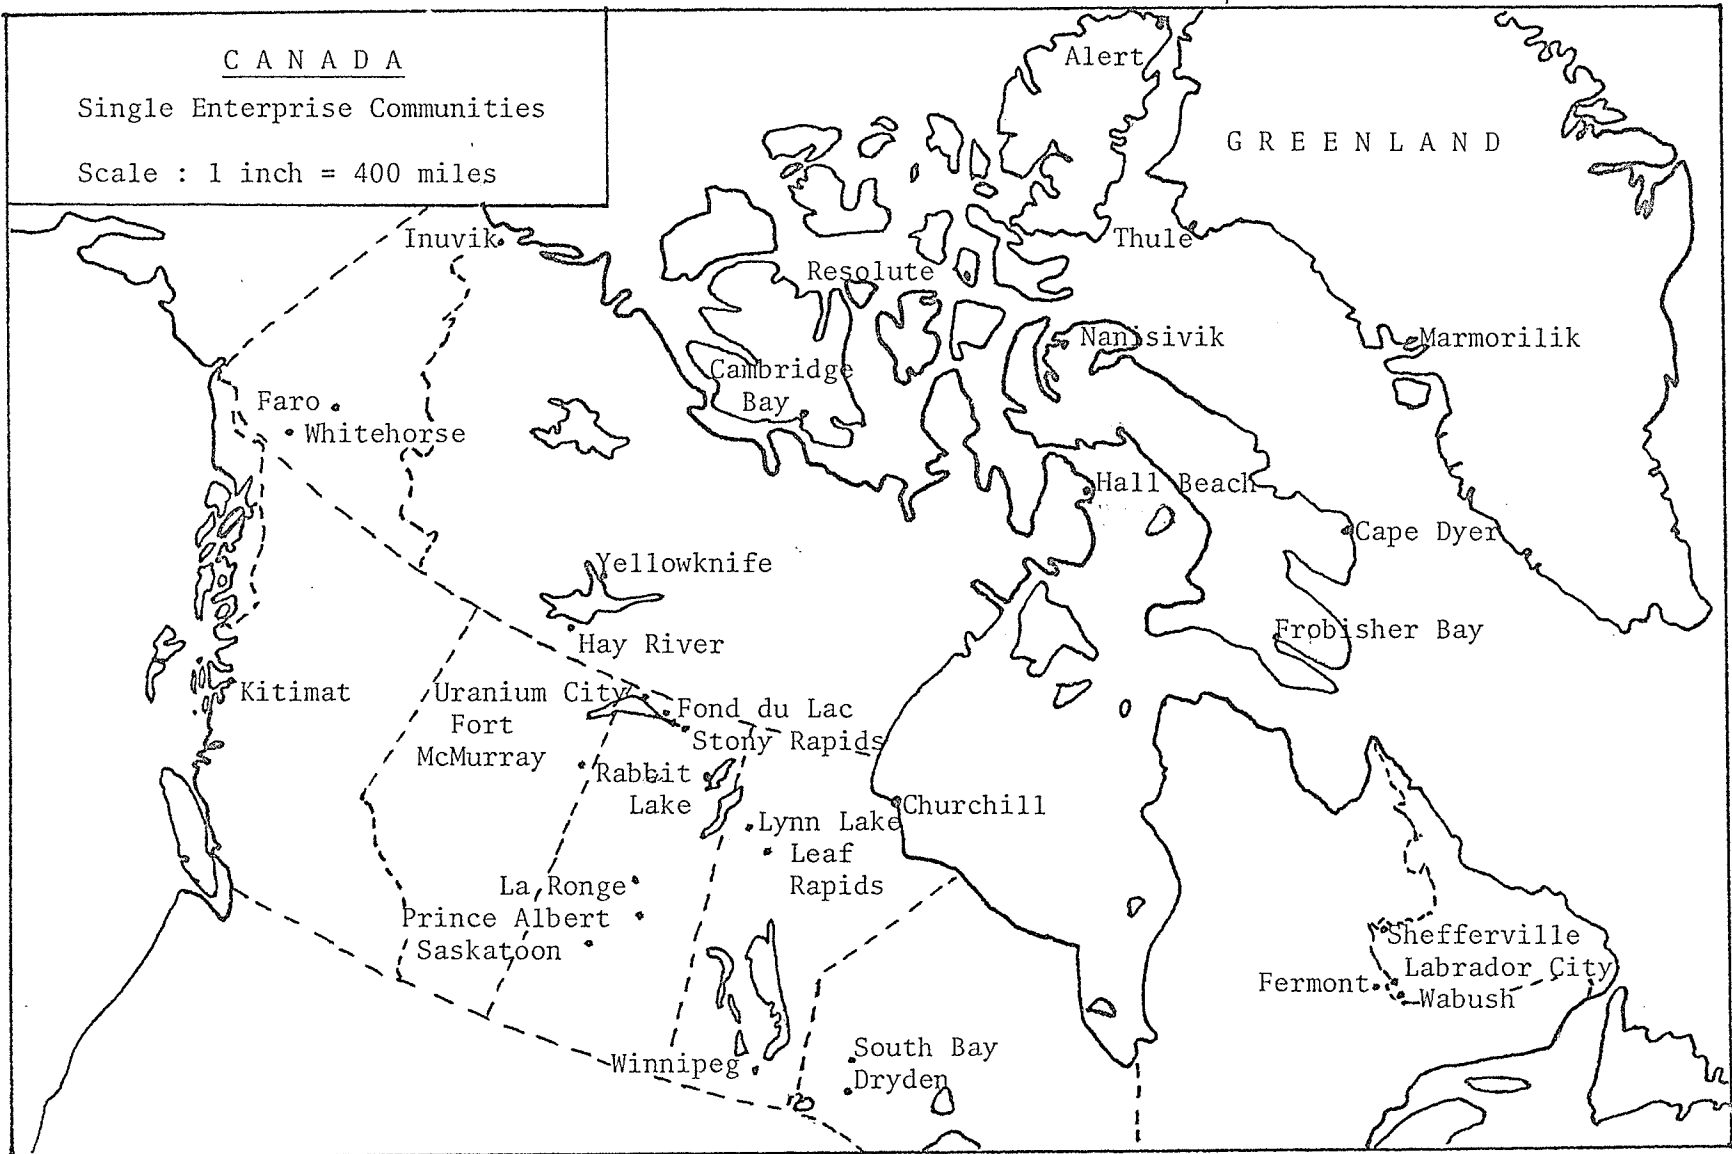 C A N A D A
Single Enterprise Communities
Scale : 1 inch = 400 miles
Alert
G R E E N L A N D
Inuvik
Thule
Resolute
Nanisivik
Marmorilik
Cambridge
Bay
Faro
Whitehorse
Hall Beach
Cape Dyer
Yellowknife
Hay River
Frobisher Bay
Kitimat
Uranium City
Fort
McMurray
Fond du Lac
Stony Rapids
Rabbit
Lake
Churchill
Lynn Lake
Leaf
Rapids
La Ronge
Prince Albert
Saskatoon
Shefferville
Labrador City
Fermont
Wabush
Winnipeg
South Bay
Dryden